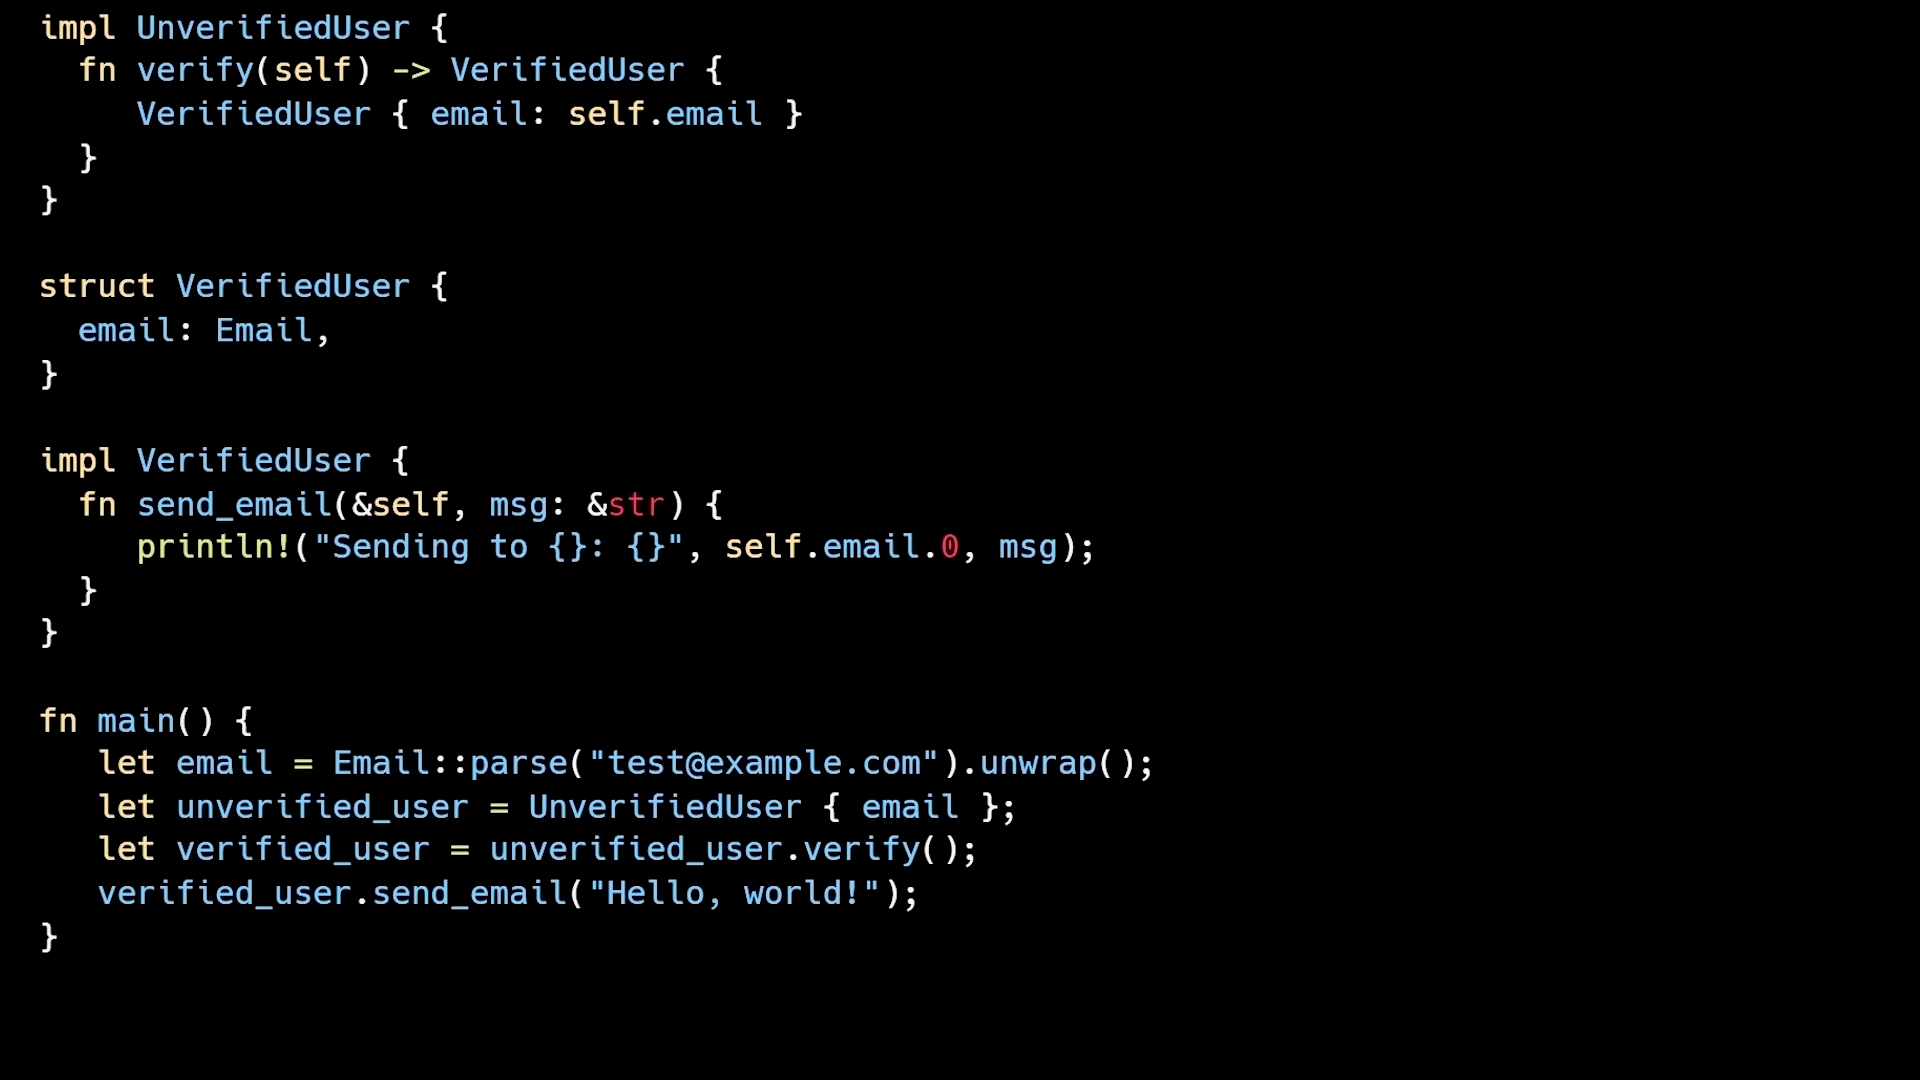 impl UnverifiedUser {
  fn verify(self) -> VerifiedUser {
     VerifiedUser { email: self.email }
  }
}

struct VerifiedUser {
  email: Email,
}

impl VerifiedUser {
  fn send_email(&self, msg: &str) {
     println!("Sending to {}: {}", self.email.0, msg);
  }
}

fn main() {
   let email = Email::parse("test@example.com").unwrap();
   let unverified_user = UnverifiedUser { email };
   let verified_user = unverified_user.verify();
   verified_user.send_email("Hello, world!");
}